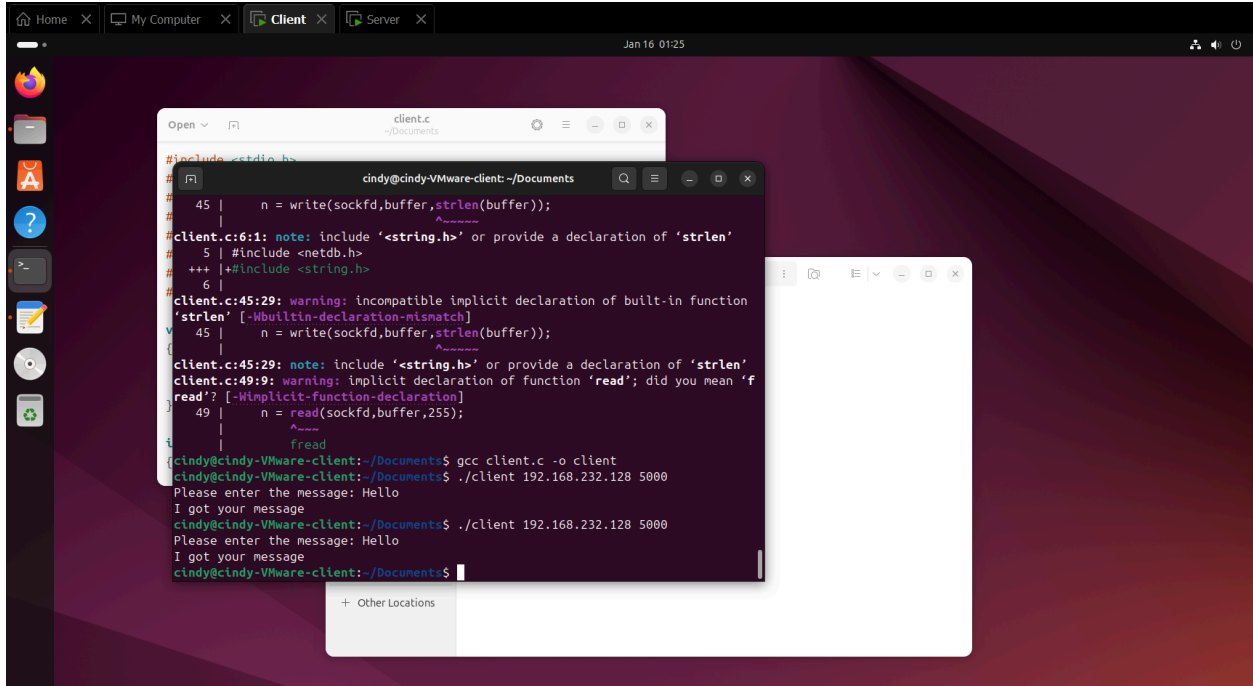 Home My Computer Client Server
Jan 16 01:25
Open client.c
~/Documents
#include <stdio.h>
cindy@cindy-VMware-client: ~/Documents
45 | n = write(sockfd,buffer,strlen(buffer));
| ^~~~~~
client.c:6:1: note: include ‘<string.h>’ or provide a declaration of ‘strlen’
5 | #include <netdb.h>
+++ |+#include <string.h>
6 |
client.c:45:29: warning: incompatible implicit declaration of built-in function
‘strlen’ [-Wbuiltin-declaration-mismatch]
45 | n = write(sockfd,buffer,strlen(buffer));
| ^~~~~~
client.c:45:29: note: include ‘<string.h>’ or provide a declaration of ‘strlen’
client.c:49:9: warning: implicit declaration of function ‘read’; did you mean ‘f
read’? [-Wimplicit-function-declaration]
49 | n = read(sockfd,buffer,255);
| ^~~~
| fread
cindy@cindy-VMware-client:~/Documents$ gcc client.c -o client
cindy@cindy-VMware-client:~/Documents$ ./client 192.168.232.128 5000
Please enter the message: Hello
I got your message
cindy@cindy-VMware-client:~/Documents$ ./client 192.168.232.128 5000
Please enter the message: Hello
I got your message
cindy@cindy-VMware-client:~/Documents$
+ Other Locations